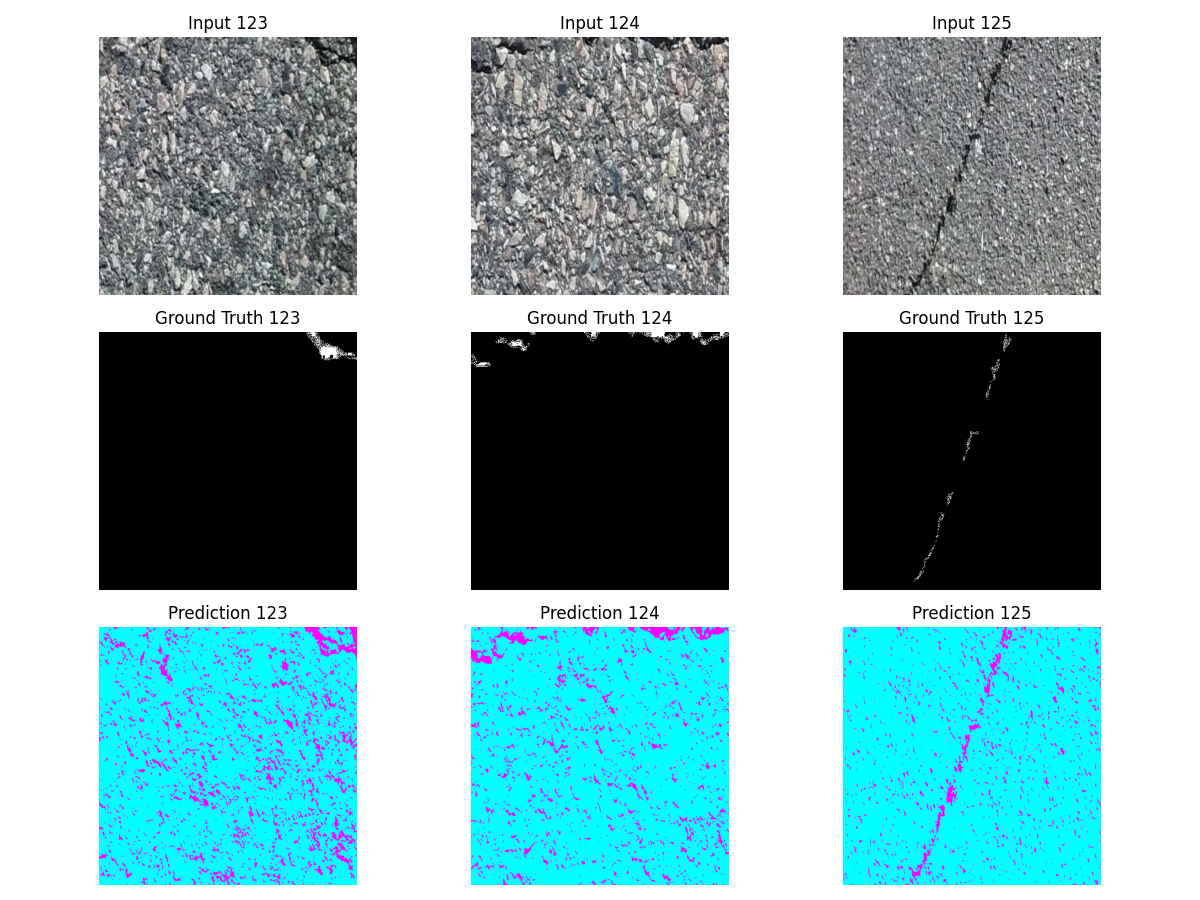 Input 123
Input 124
Input 125
Ground Truth 123
Ground Truth 124
Ground Truth 125
Prediction 123
Prediction 124
Prediction 125